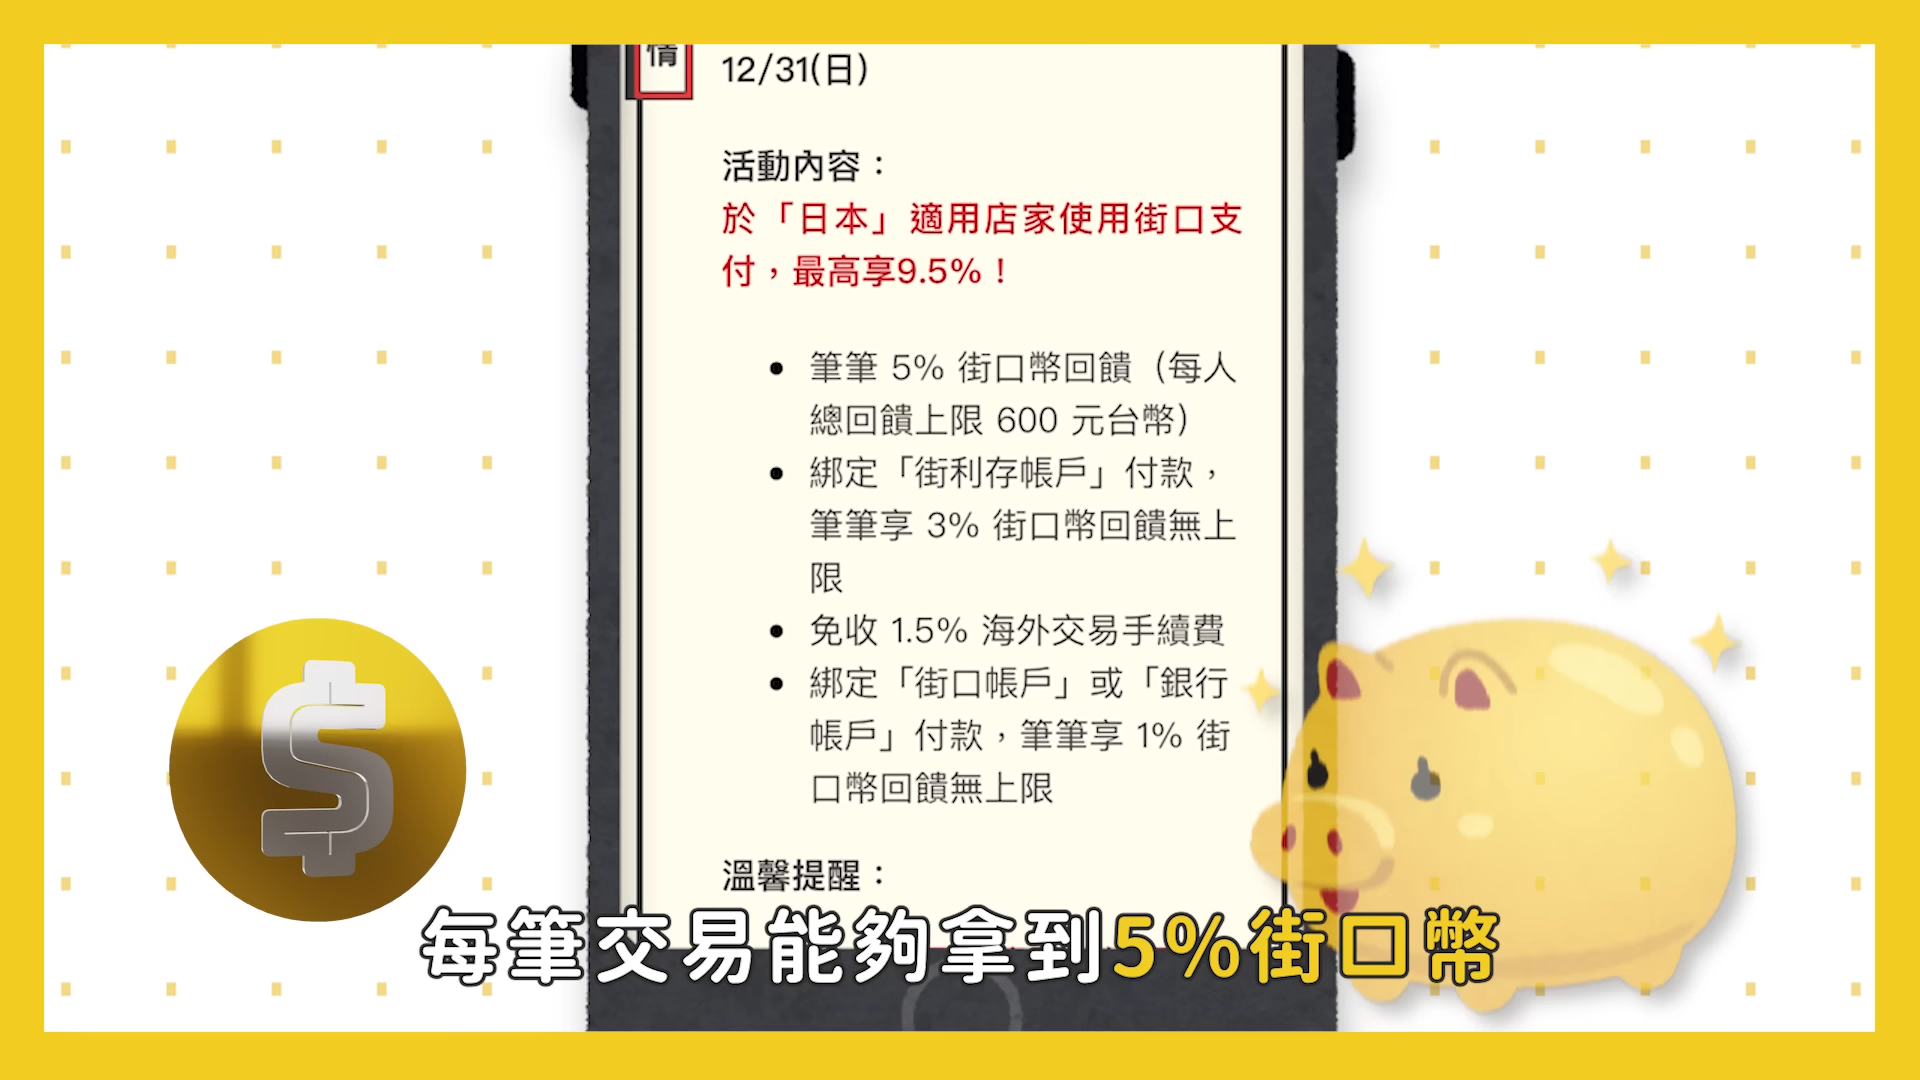 情
12/31(日)
活動內容：
於「日本」適用店家使用街口支
付，最高享9.5%！
筆筆 5% 街口幣回饋（每人
總回饋上限 600 元台幣）
綁定「街利存帳戶」付款，
筆筆享 3% 街口幣回饋無上
限
免收 1.5% 海外交易手續費
綁定「街口帳戶」或「銀行
帳戶」付款，筆筆享 1% 街
口幣回饋無上限
溫馨提醒：
每筆交易能夠拿到5%街口幣